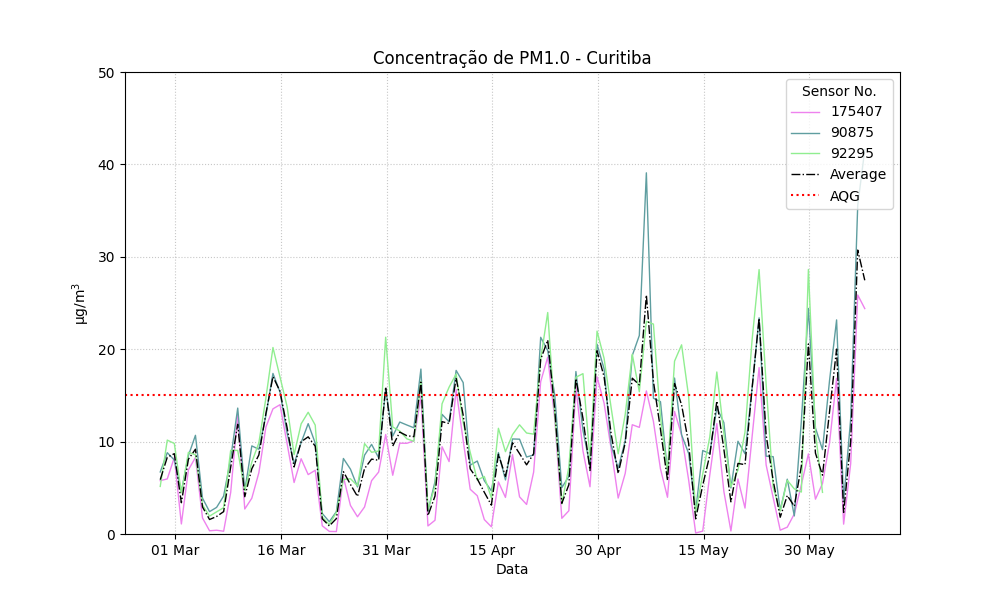 Concentração de PM1.0 - Curitiba
50
40
30
20
10
0
µg/m³
Sensor No.
175407
90875
92295
Average
AQG
01 Mar
16 Mar
31 Mar
15 Apr
30 Apr
15 May
30 May
Data